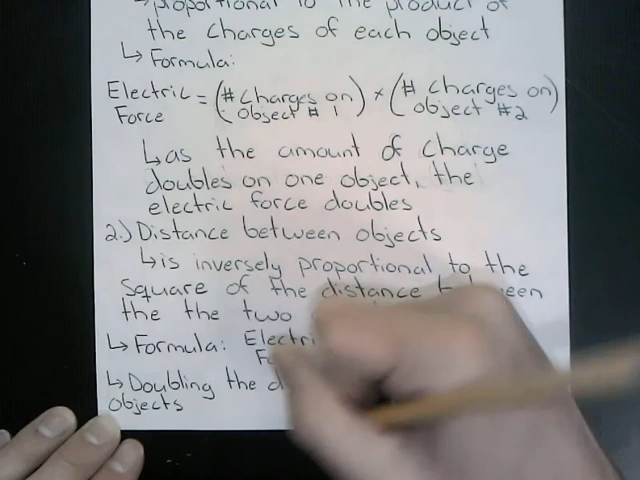 ↳proportional to the product of
the charges of each object
↳ Formula:
Electric Force = (# charges on object # 1) × (# charges on object #2)
↳as the amount of charge
doubles on one object, the
electric force doubles
2.) Distance between objects
↳is inversely proportional to the
square of the distance
the the two
↳ Formula:
↳ Doubling the
objects